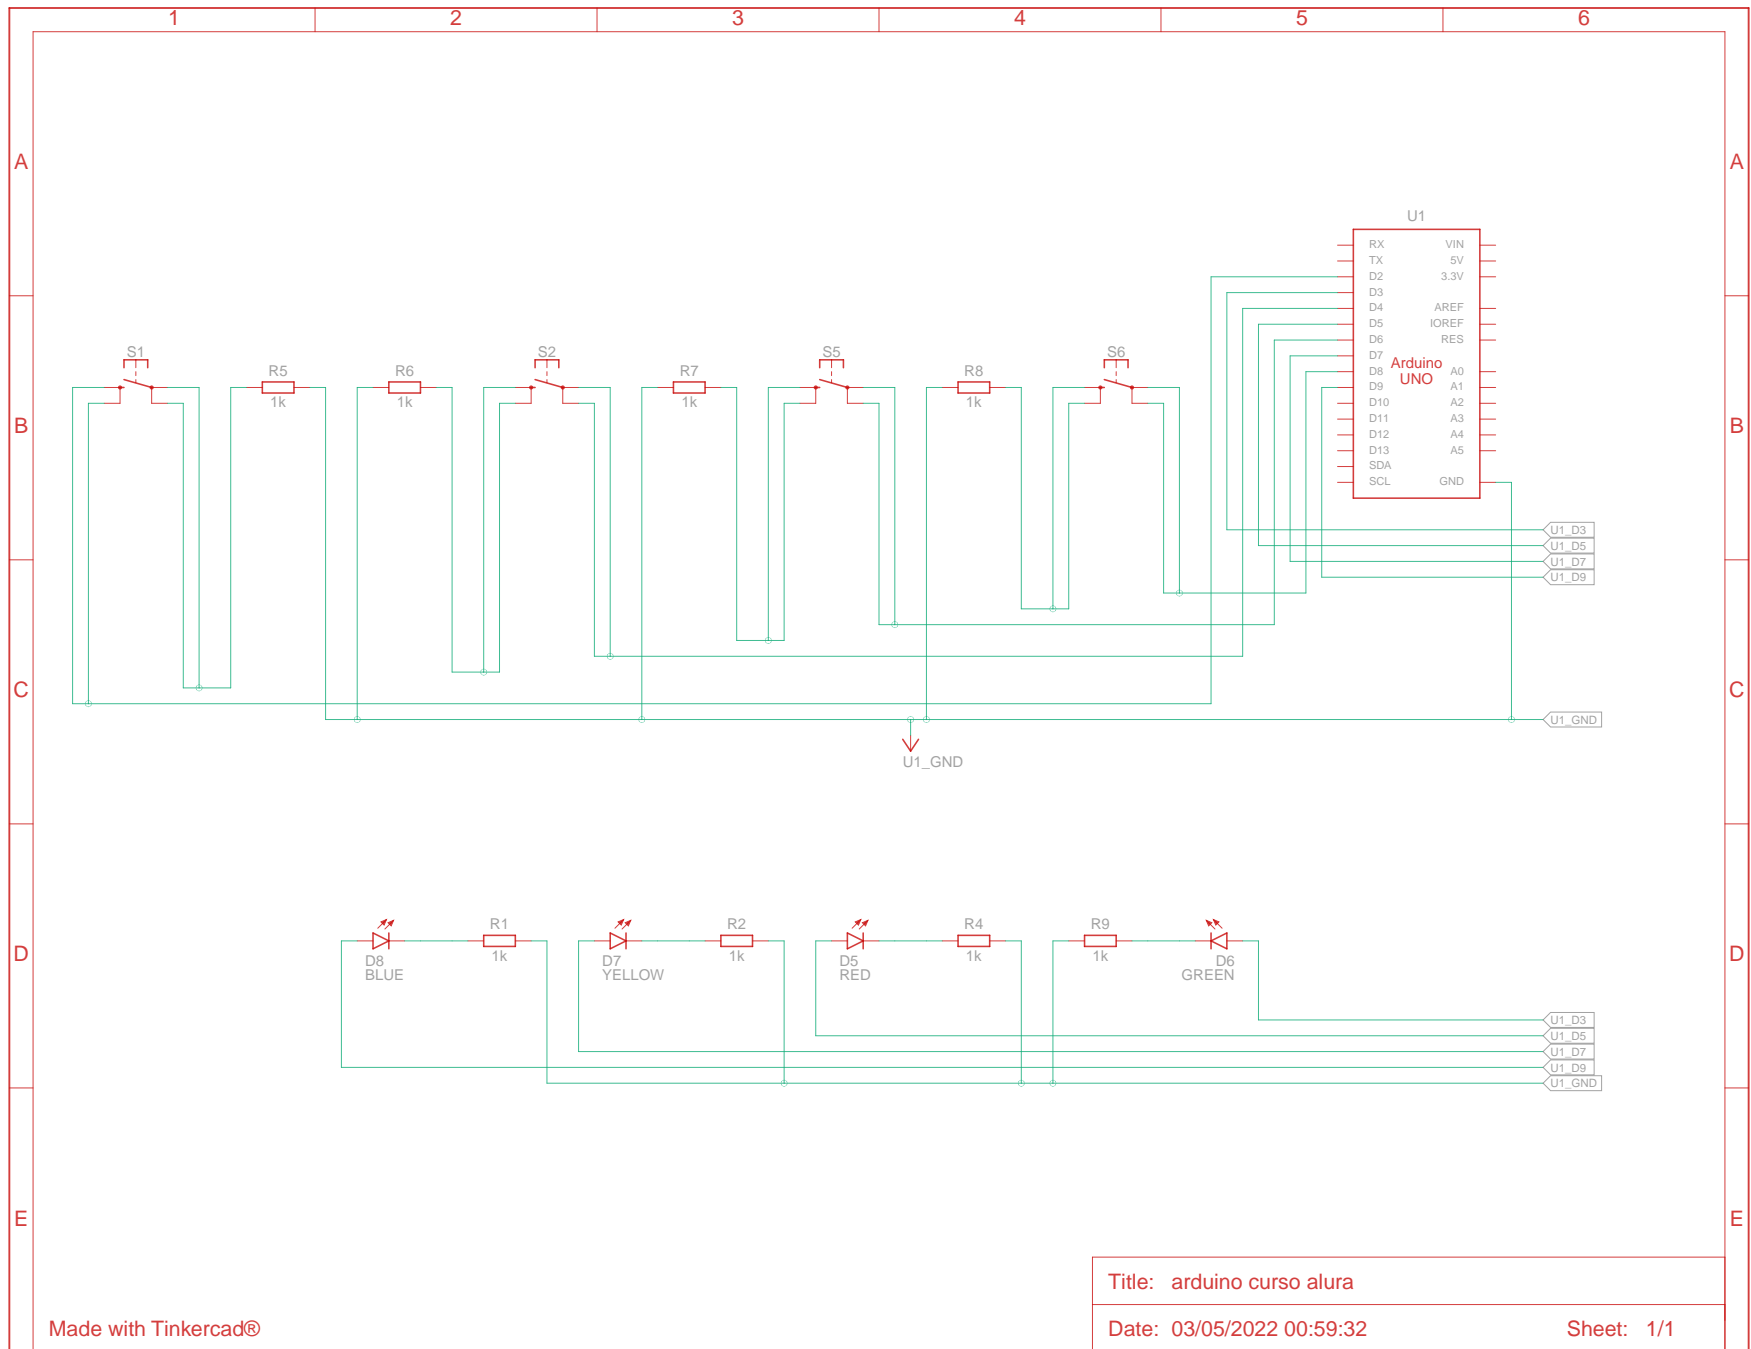 1 2 3 4 5 6
A A
U1
RX VIN
TX 5V
D2 3.3V
D3
D4 AREF
D5 IOREF
D6 RES
D7
Arduino
UNO
D8 A0
D9 A1
D10 A2
D11 A3
D12 A4
D13 A5
SDA
SCL GND
S1 R5 R6 S2 R7 S5 R8 S6
1k 1k 1k 1k
B B
U1_D3
U1_D5
U1_D7
U1_D9
C C
U1_GND
U1_GND
R1 R2 R4 R9
D D
1k 1k 1k 1k
D8 D7 D5 D6
BLUE YELLOW RED GREEN
U1_D3
U1_D5
U1_D7
U1_D9
U1_GND
E E
Title: arduino curso alura
Made with Tinkercad®
Date: 03/05/2022 00:59:32 Sheet: 1/1